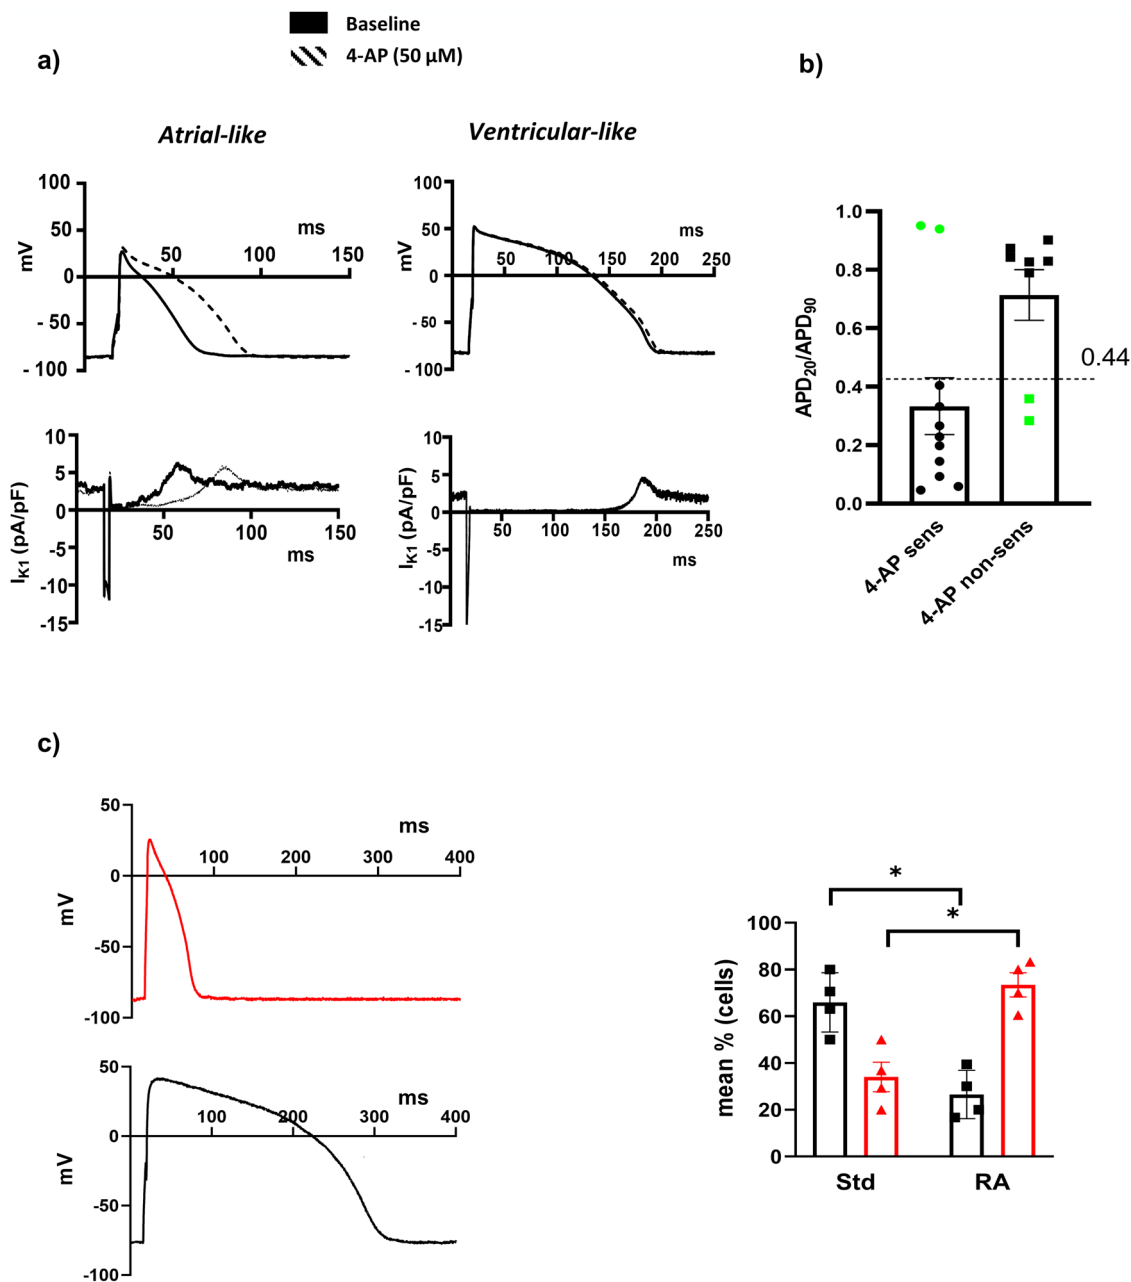 Baseline
4-AP (50 µM)
a)
b)
Atrial-like
Ventricular-like
100
50
0
- 50
- 100
mV
ms
50
100
150
100
50
0
- 50
- 100
mV
ms
50
100
150
200
250
10
5
0
-5
-10
-15
I_K1 (pA/pF)
50
100
150
ms
10
5
0
-5
-10
-15
I_K1 (pA/pF)
50
100
150
200
250
ms
1.0
0.8
0.6
0.4
0.2
0.0
APD20/APD90
0.44
4-AP sens
4-AP non-sens
c)
50
0
-50
-100
mV
ms
100
200
300
400
50
0
-50
-100
mV
ms
100
200
300
400
*
*
100
80
60
40
20
0
mean % (cells)
Std
RA